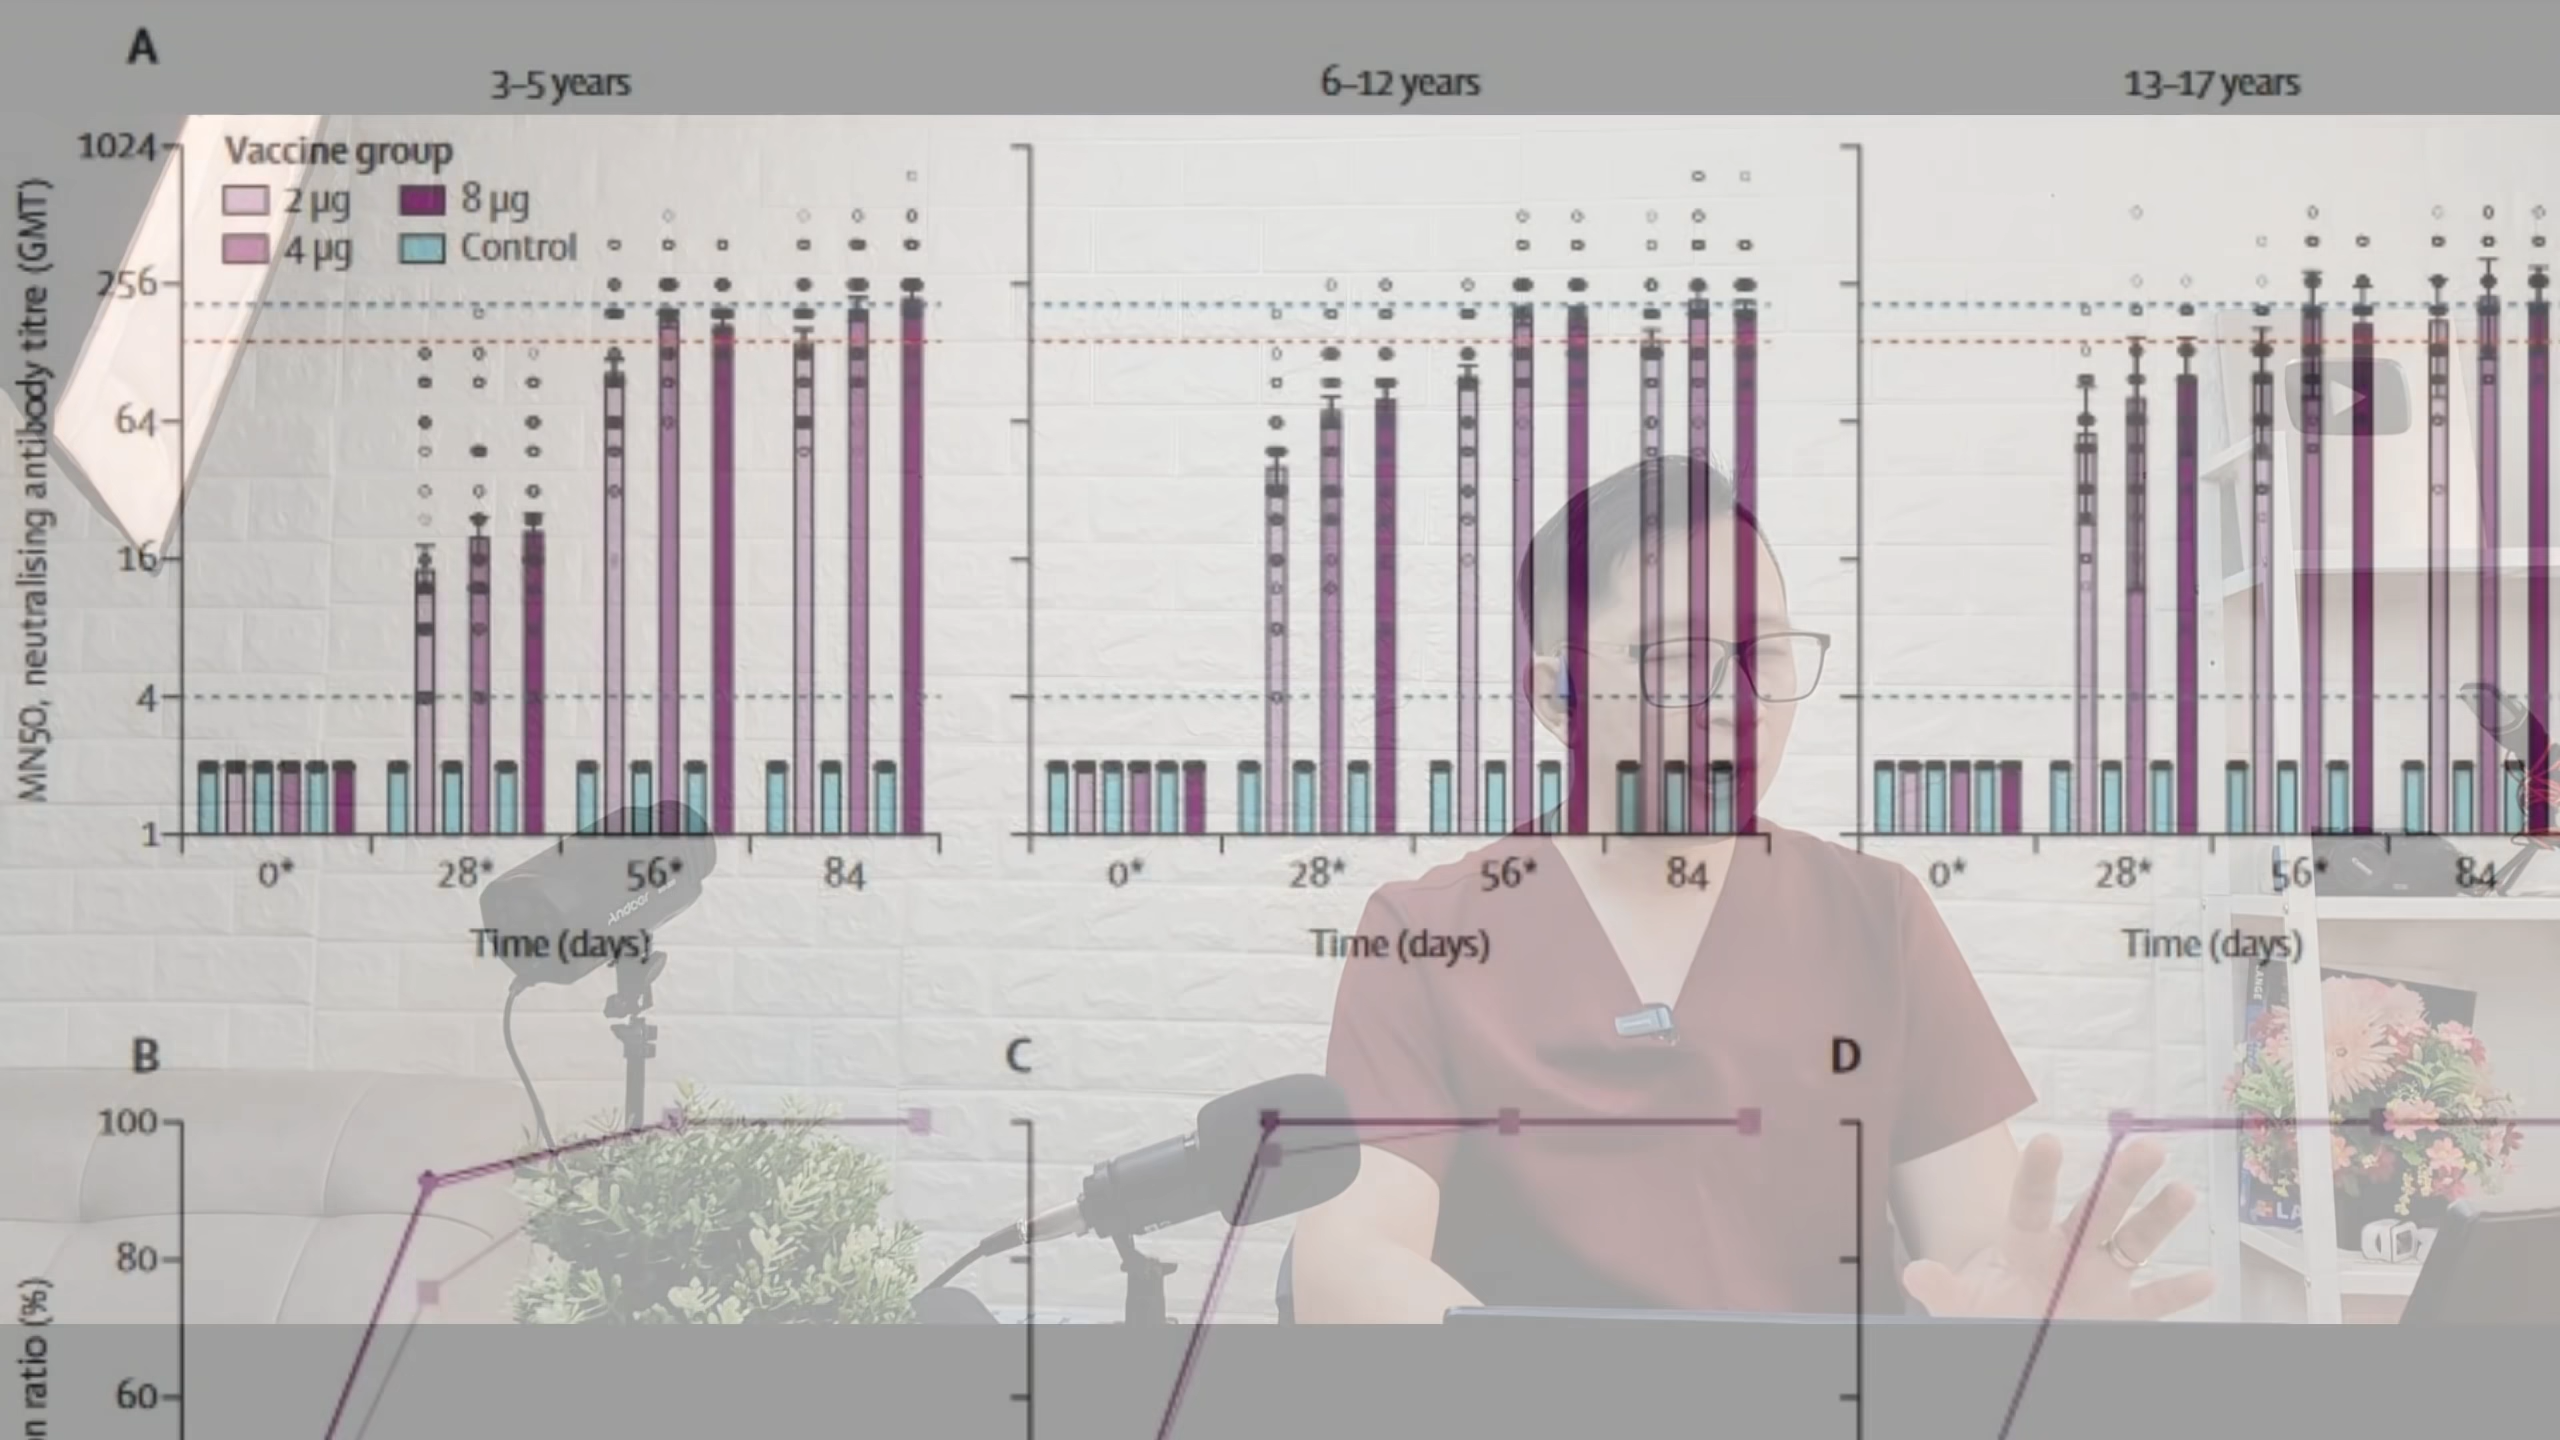 A
3–5 years
6–12 years
13–17 years
MN50, neutralising antibody titre (GMT)
1024
256
64
16
4
1
Vaccine group
2 µg
8 µg
4 µg
Control
0*
28*
56*
84
0*
28*
56*
84
0*
28*
56*
84
Time (days)
Time (days)
Time (days)
Andoer
B
C
D
100
80
60
ratio (%)